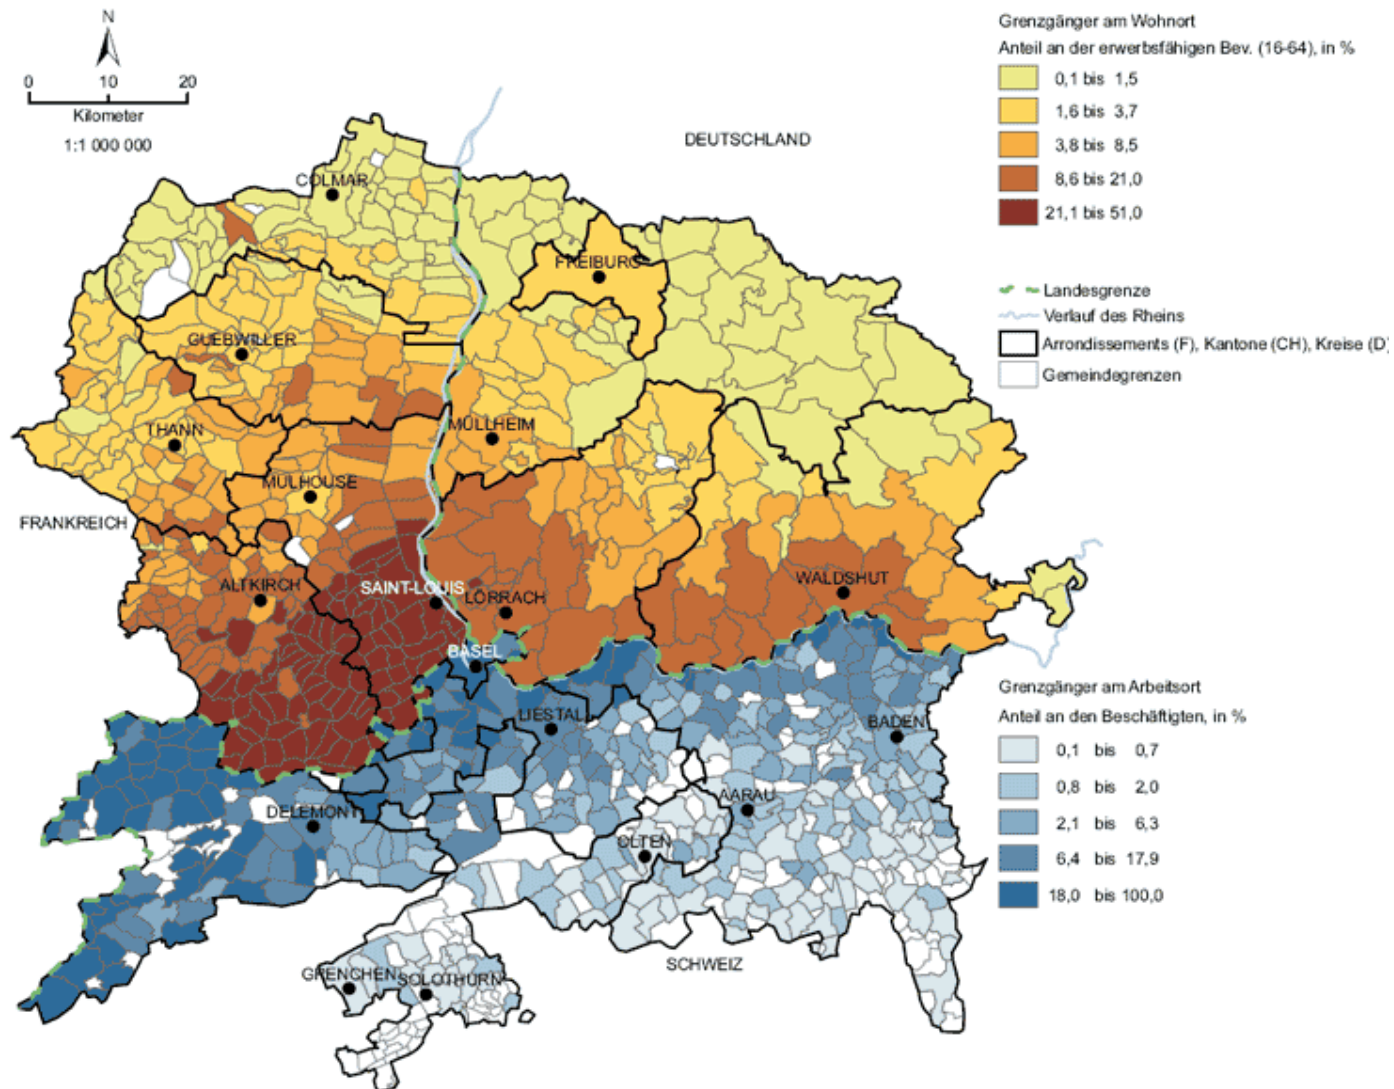 N
0 10 20
Kilometer
1:1 000 000
Grenzgänger am Wohnort
Anteil an der erwerbsfähigen Bev. (16-64), in %
0,1 bis 1,5
1,6 bis 3,7
3,8 bis 8,5
8,6 bis 21,0
21,1 bis 51,0
Landesgrenze
Verlauf des Rheins
Arrondissements (F), Kantone (CH), Kreise (D)
Gemeindegrenzen
DEUTSCHLAND
COLMAR
FREIBURG
GUEBWILLER
THANN
MÜLLHEIM
MULHOUSE
FRANKREICH
ALTKIRCH
SAINT-LOUIS
LÖRRACH
WALDSHUT
BASEL
LIESTAL
BADEN
DELEMONT
AARAU
OLTEN
SCHWEIZ
GRENCHEN
SOLOTHURN
Grenzgänger am Arbeitsort
Anteil an den Beschäftigten, in %
0,1 bis 0,7
0,8 bis 2,0
2,1 bis 6,3
6,4 bis 17,9
18,0 bis 100,0